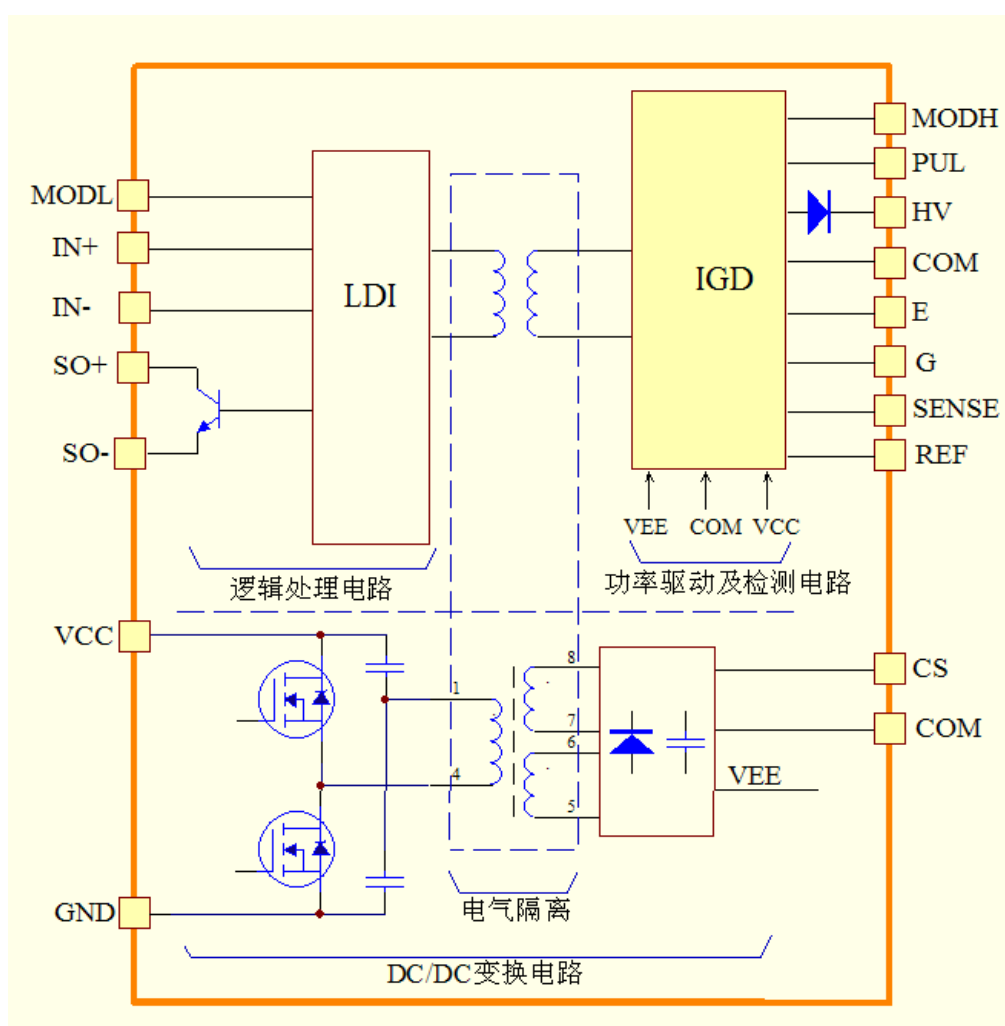 MODL
IN+
IN-
SO+
SO-
LDI
IGD
MODH
PUL
HV
COM
E
G
SENSE
REF
VEE COM VCC
逻辑处理电路
功率驱动及检测电路
VCC
GND
1
4
8
7
6
5
VEE
CS
COM
电气隔离
DC/DC变换电路